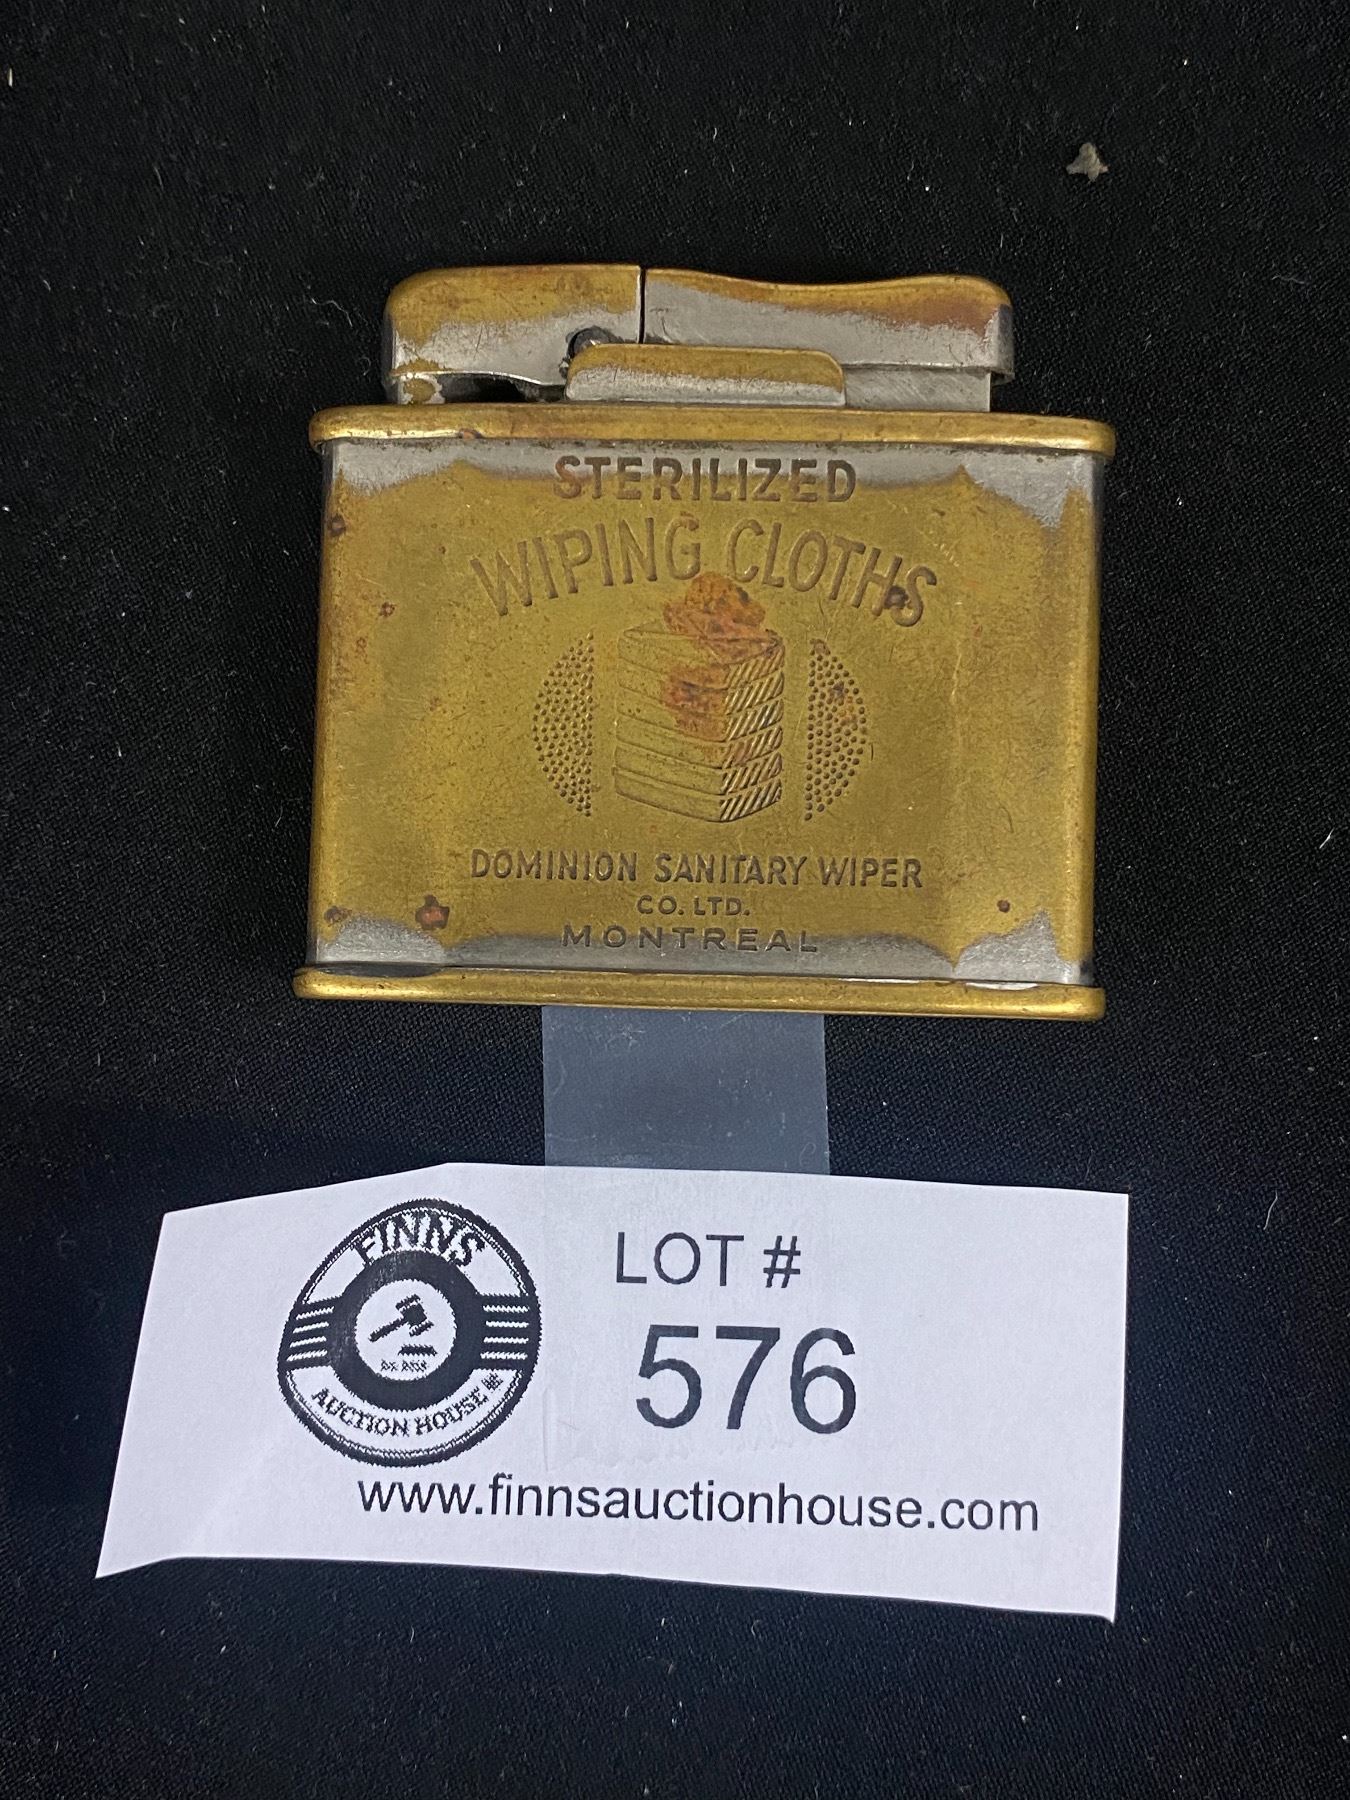 STERILIZED
WIPING CLOTHS
DOMINION SANITARY WIPER
CO. LTD.
MONTREAL
FINNS
AUCTION HOUSE
LOT #
576
www.finnsauctionhouse.com